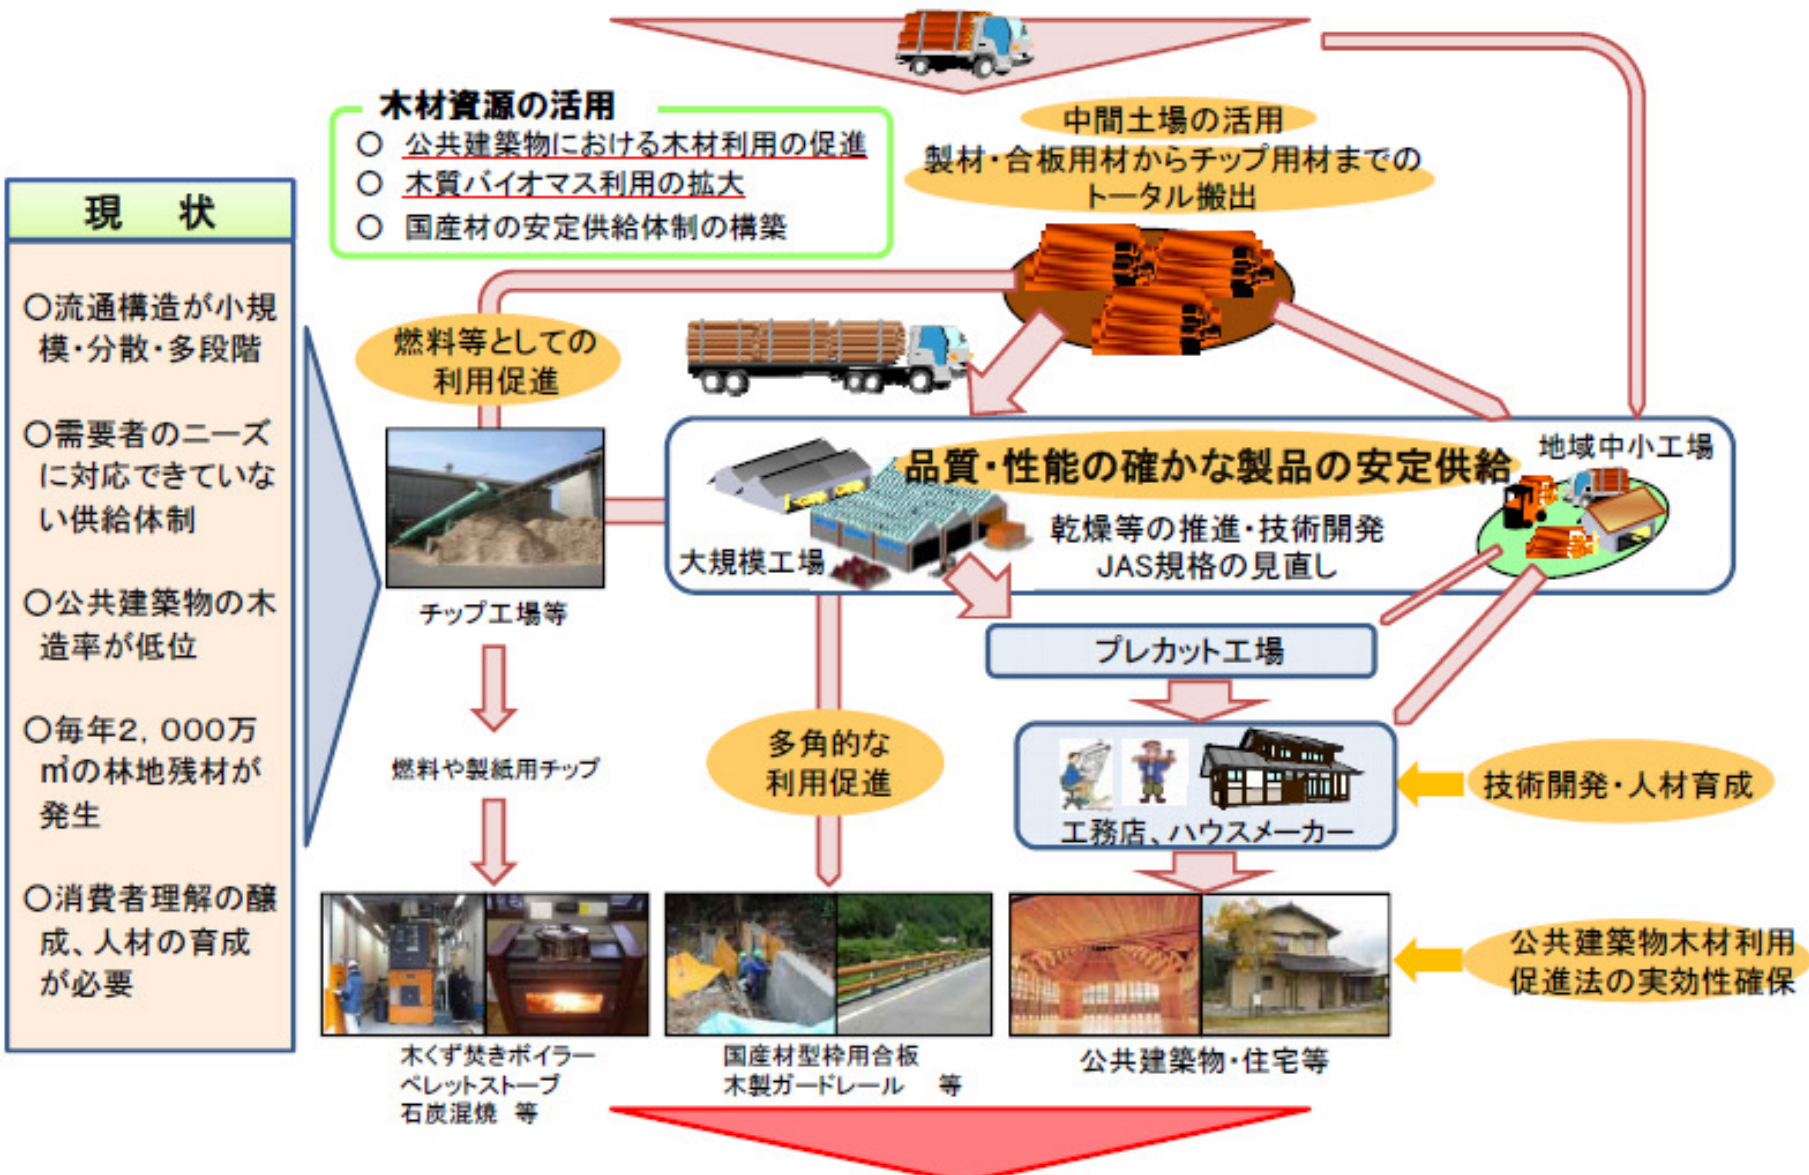 木材資源の活用
○ 公共建築物における木材利用の促進
○ 木質バイオマス利用の拡大
○ 国産材の安定供給体制の構築
中間土場の活用
製材・合板用材からチップ用材までの
トータル搬出
現 状
○流通構造が小規
模・分散・多段階
○需要者のニーズ
に対応できていな
い供給体制
○公共建築物の木
造率が低位
○毎年2,000万
㎥の林地残材が
発生
○消費者理解の醸
成、人材の育成
が必要
燃料等としての
利用促進
チップ工場等
燃料や製紙用チップ
木くず焚きボイラー
ペレットストーブ
石炭混焼 等
品質・性能の確かな製品の安定供給
地域中小工場
大規模工場
乾燥等の推進・技術開発
JAS規格の見直し
プレカット工場
多角的な
利用促進
工務店、ハウスメーカー
技術開発・人材育成
国産材型枠用合板
木製ガードレール 等
公共建築物・住宅等
公共建築物木材利用
促進法の実効性確保